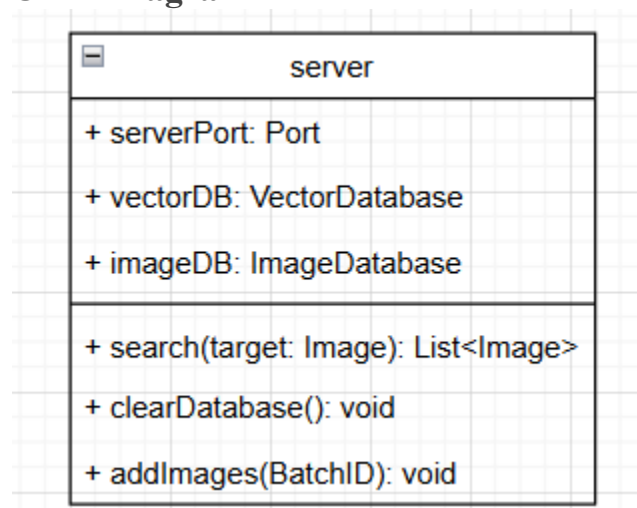 server
+ serverPort: Port
+ vectorDB: VectorDatabase
+ imageDB: ImageDatabase
+ search(target: Image): List<Image>
+ clearDatabase(): void
+ addImages(BatchID): void